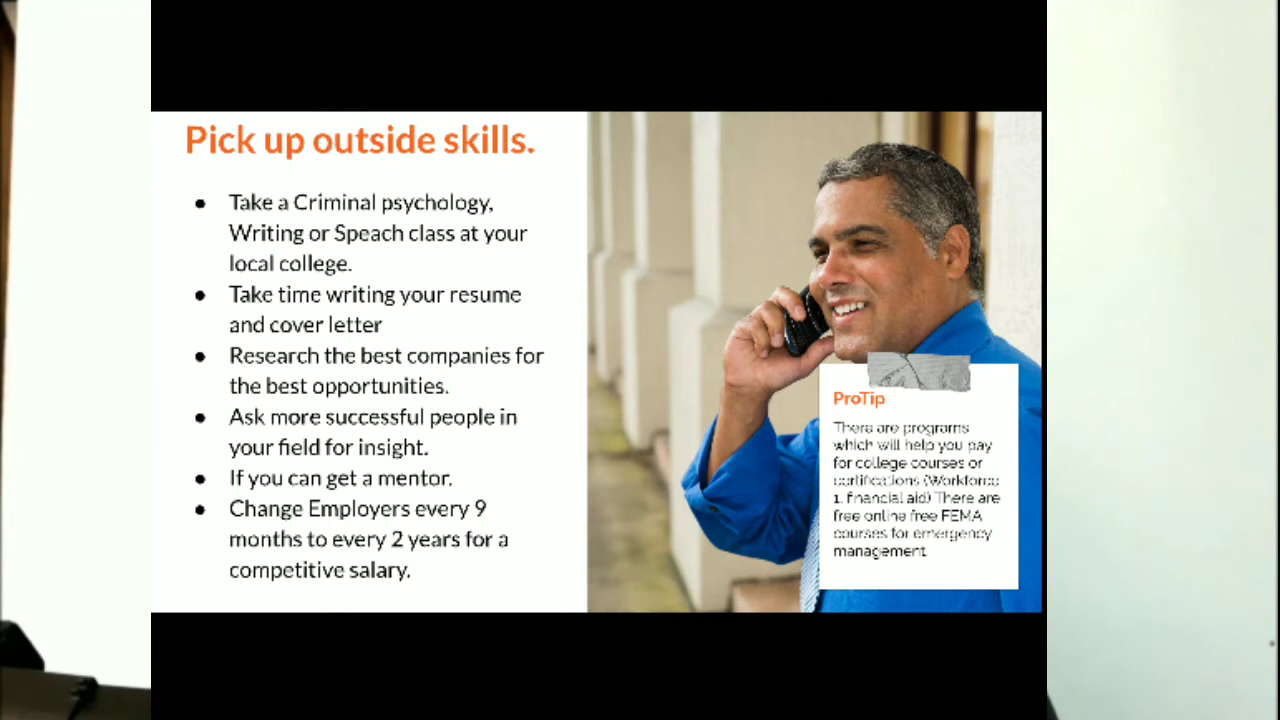 Pick up outside skills.
● Take a Criminal psychology,
Writing or Speach class at your
local college.
● Take time writing your resume
and cover letter
● Research the best companies for
the best opportunities.
● Ask more successful people in
your field for insight.
● If you can get a mentor.
● Change Employers every 9
months to every 2 years for a
competitive salary.
ProTip
There are programs
which will help you pay
for college courses or
certifications (Workforce
1, financial aid) There are
free online free FEMA
courses for emergency
management.